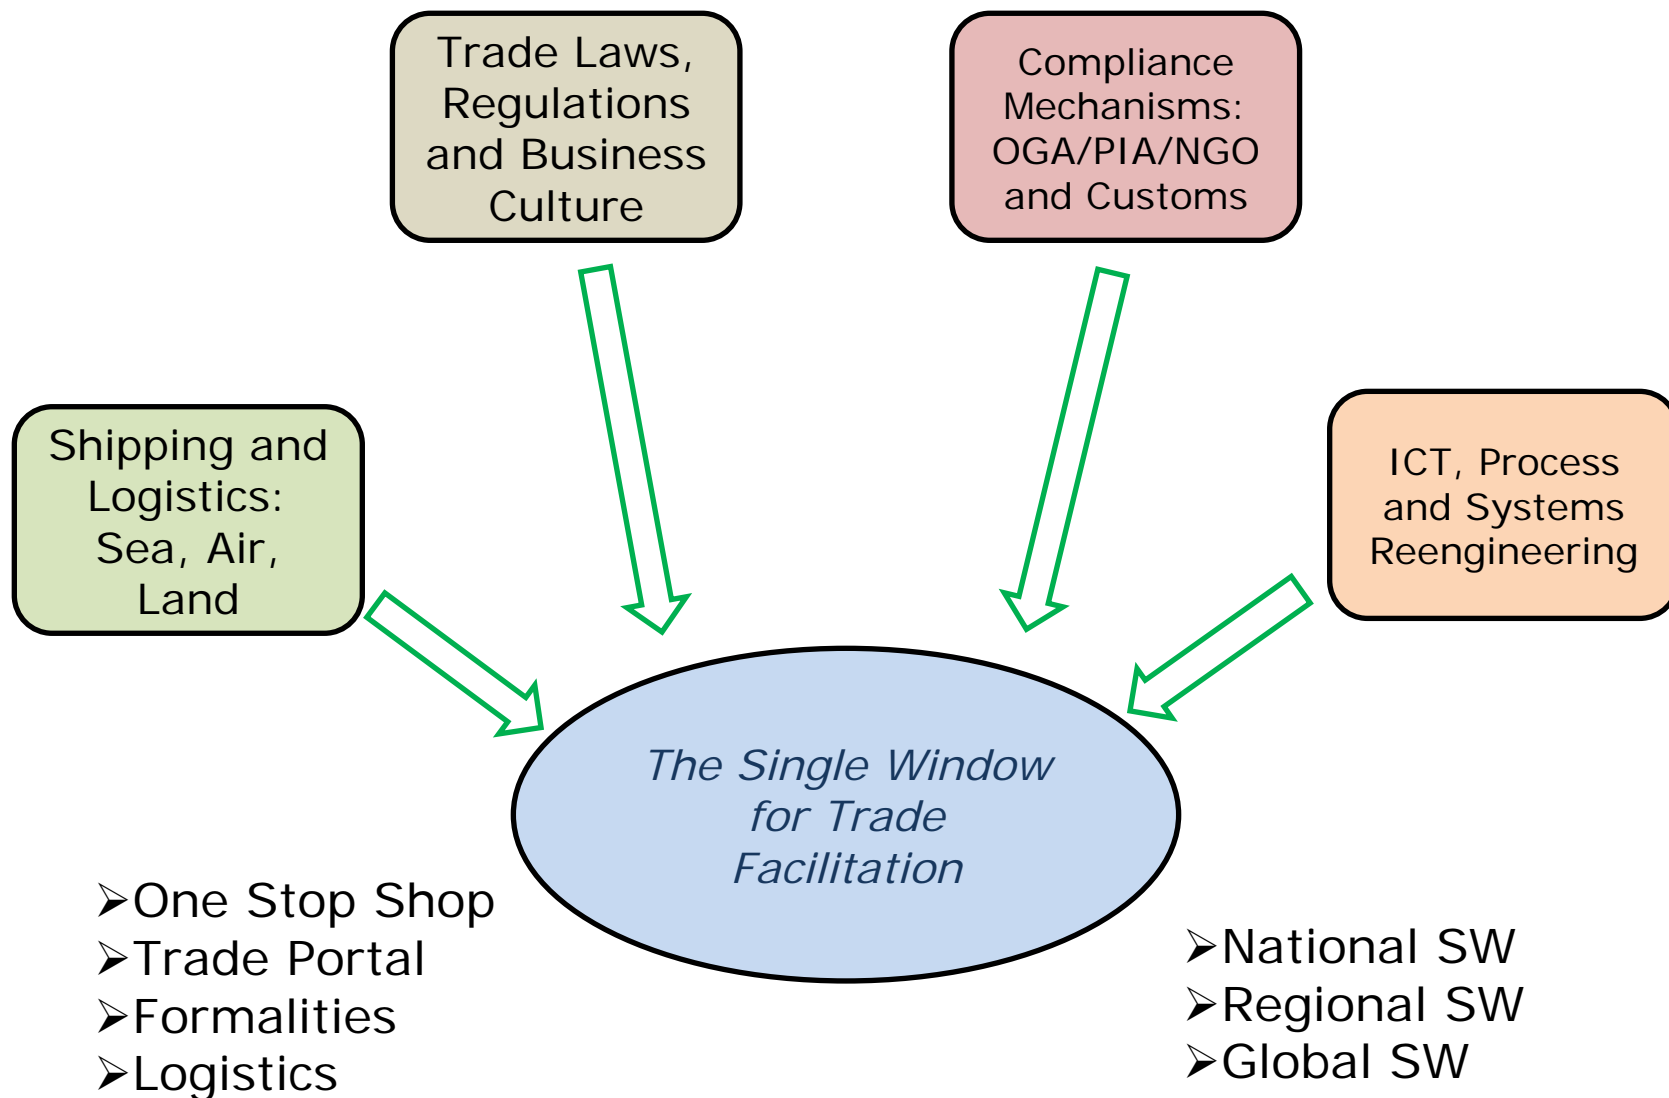 Trade Laws,
Regulations
and Business
Culture
Compliance
Mechanisms:
OGA/PIA/NGO
and Customs
Shipping and
Logistics:
Sea, Air,
Land
ICT, Process
and Systems
Reengineering
The Single Window
for Trade
Facilitation
➢One Stop Shop
➢Trade Portal
➢Formalities
➢Logistics
➢National SW
➢Regional SW
➢Global SW